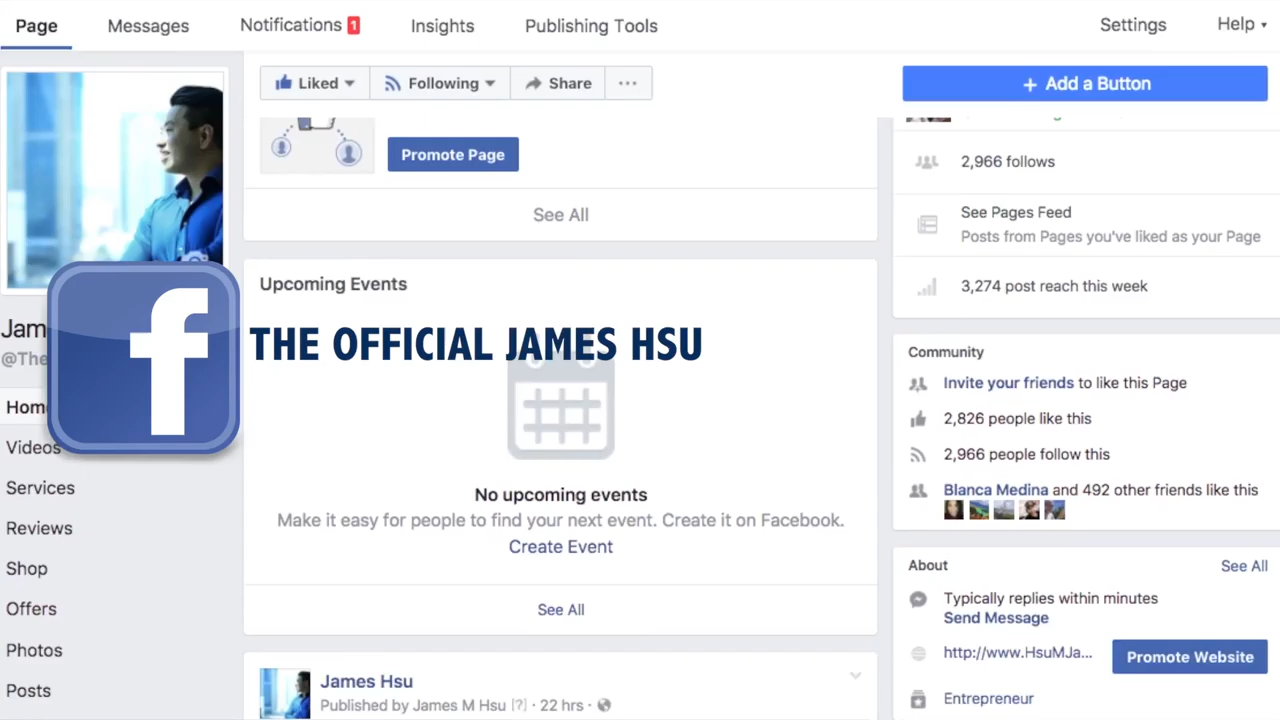 Page Messages Notifications 1 Insights Publishing Tools Settings Help
Liked Following Share ...
+ Add a Button
Promote Page
See All
2,966 follows
See Pages Feed
Posts from Pages you've liked as your Page
3,274 post reach this week
Jam
@The
Home
Videos
Services
Reviews
Shop
Offers
Photos
Posts
f THE OFFICIAL JAMES HSU
Upcoming Events
No upcoming events
Make it easy for people to find your next event. Create it on Facebook.
Create Event
See All
James Hsu
Published by James M Hsu [?] · 22 hrs ·
Community
Invite your friends to like this Page
2,826 people like this
2,966 people follow this
Blanca Medina and 492 other friends like this
About See All
Typically replies within minutes
Send Message
http://www.HsuMJa... Promote Website
Entrepreneur